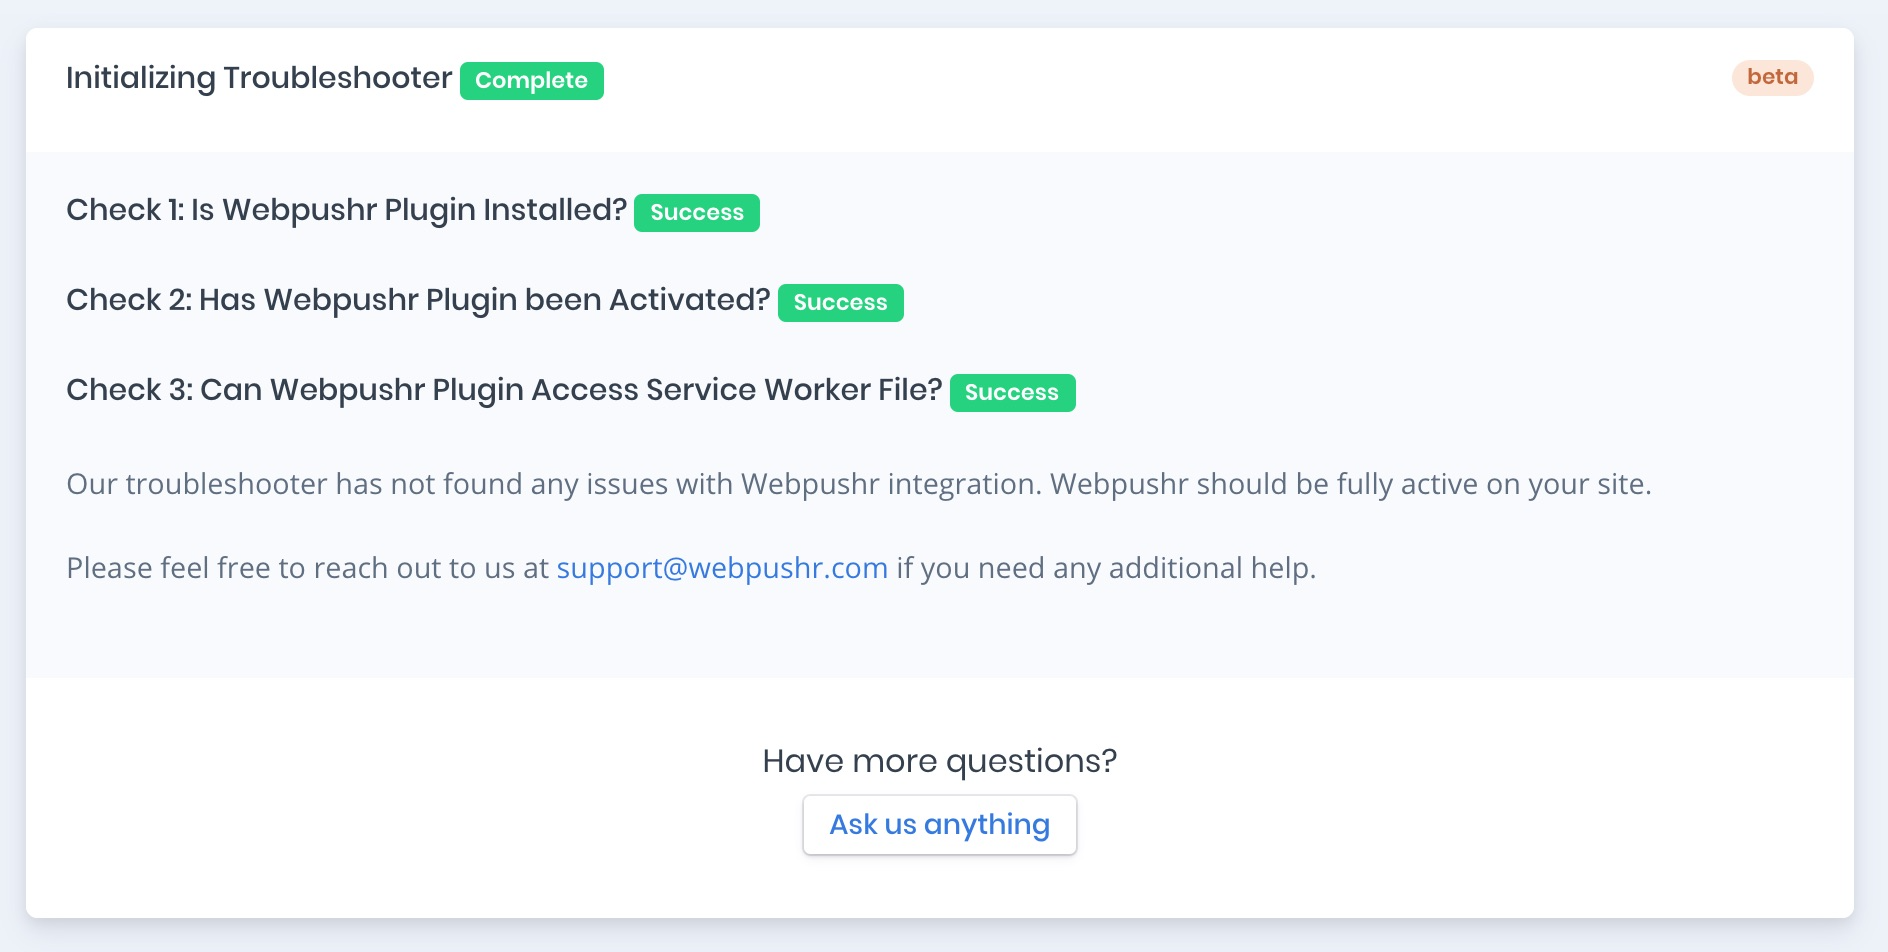 Initializing Troubleshooter Complete
beta
Check 1: Is Webpushr Plugin Installed? Success
Check 2: Has Webpushr Plugin been Activated? Success
Check 3: Can Webpushr Plugin Access Service Worker File? Success
Our troubleshooter has not found any issues with Webpushr integration. Webpushr should be fully active on your site.
Please feel free to reach out to us at support@webpushr.com if you need any additional help.
Have more questions?
Ask us anything